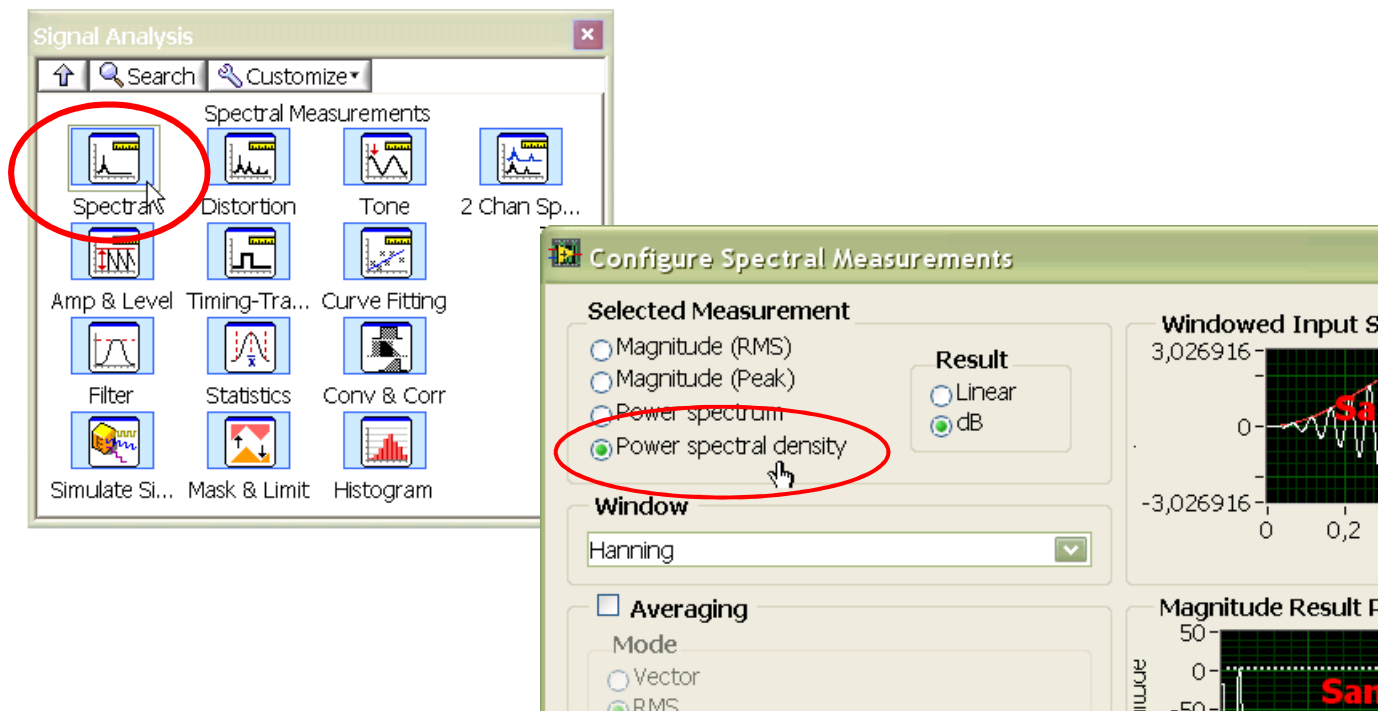 Signal Analysis
Search Customize
Spectral Measurements
Spectral Distortion Tone 2 Chan Sp...
Amp & Level Timing-Tra... Curve Fitting
Filter Statistics Conv & Corr
Simulate Si... Mask & Limit Histogram
Configure Spectral Measurements
Selected Measurement
Magnitude (RMS)
Magnitude (Peak)
Power spectrum
Power spectral density
Result
Linear
dB
Window
Hanning
Averaging
Mode
Vector
RMS
Windowed Input S
3,026916
0
-3,026916
0 0,2
Magnitude Result P
50
0
-50